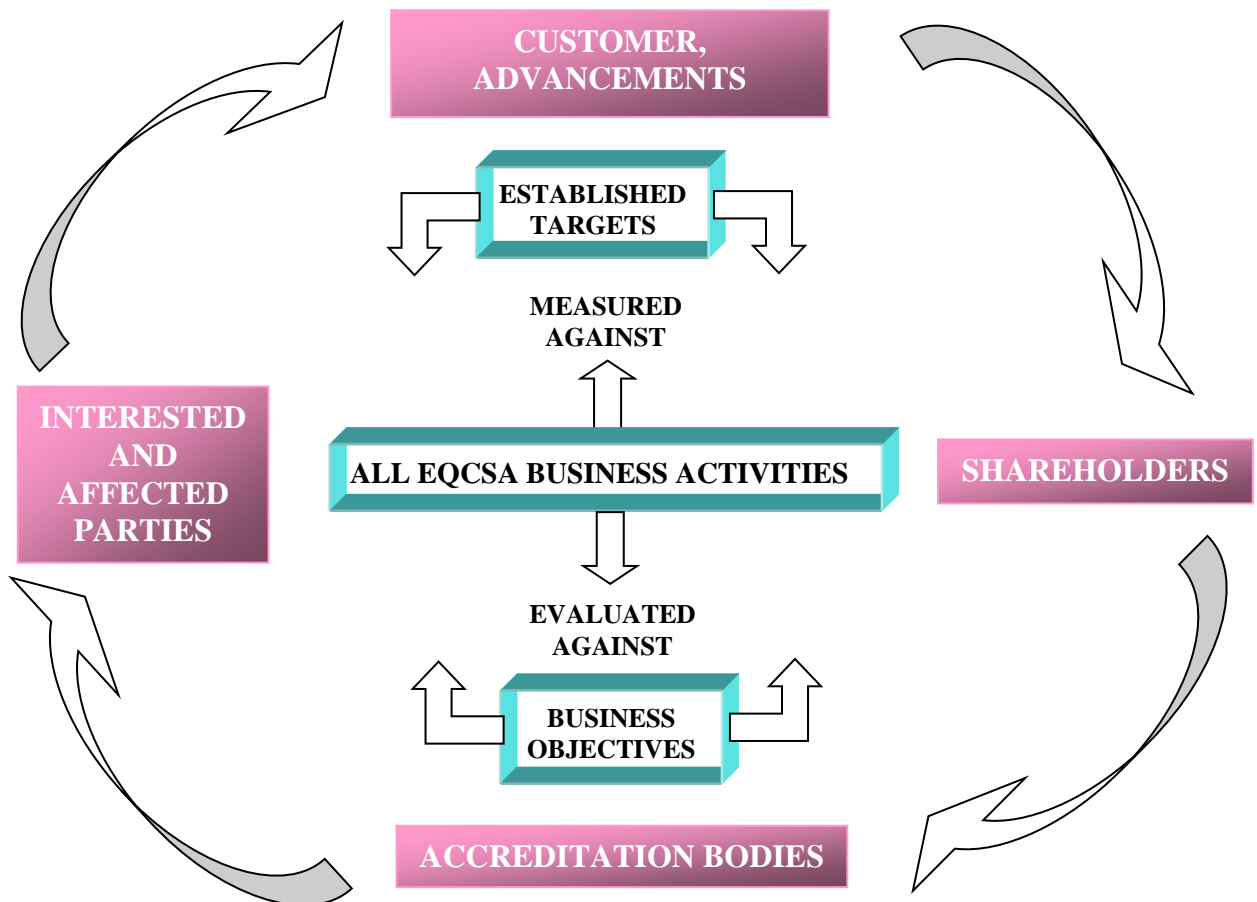 CUSTOMER,
ADVANCEMENTS
ESTABLISHED
TARGETS
MEASURED
AGAINST
INTERESTED
AND
AFFECTED
PARTIES
ALL EQCSA BUSINESS ACTIVITIES
SHAREHOLDERS
EVALUATED
AGAINST
BUSINESS
OBJECTIVES
ACCREDITATION BODIES